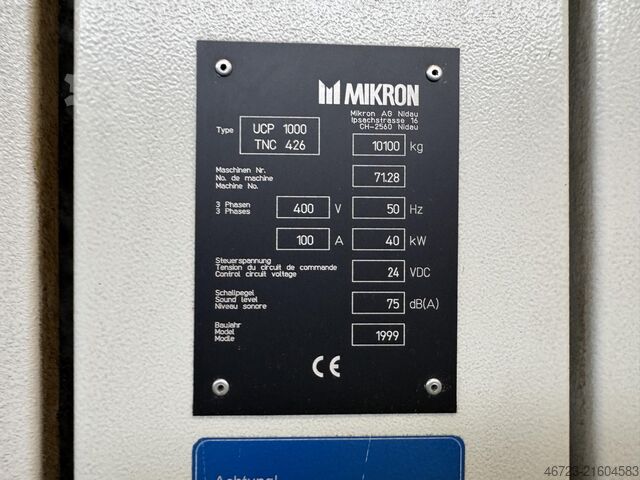 MIKRON
Mikron AG Nidau
Ipsachstrasse 16
CH-2560 Nidau
Type UCP 1000
TNC 426
10100 kg
Maschinen Nr.
No. de machine
Machine No.
71.28
3 Phasen
3 Phases
400 V 50 Hz
100 A 40 kW
Steuerspannung
Tension du circuit de commande
Control circuit voltage
24 VDC
Schallpegel
Sound level
Niveau sonore
75 dB(A)
Baujahr
Model
Modle
1999
CE
Achtung!
46723-21604583